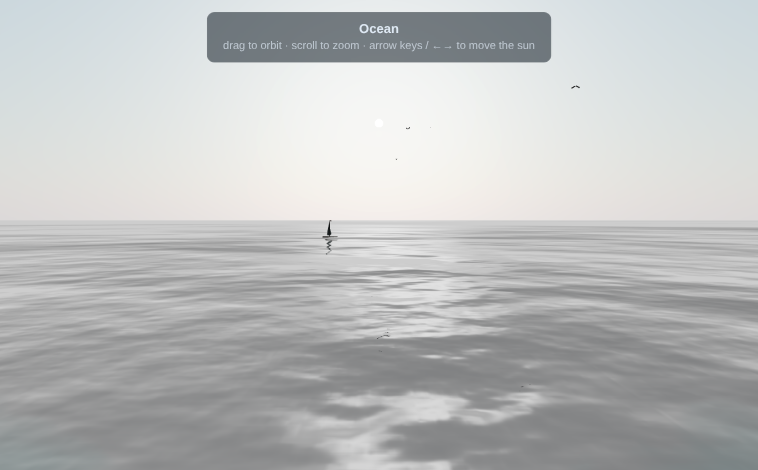 Ocean
drag to orbit · scroll to zoom · arrow keys / ←→ to move the sun